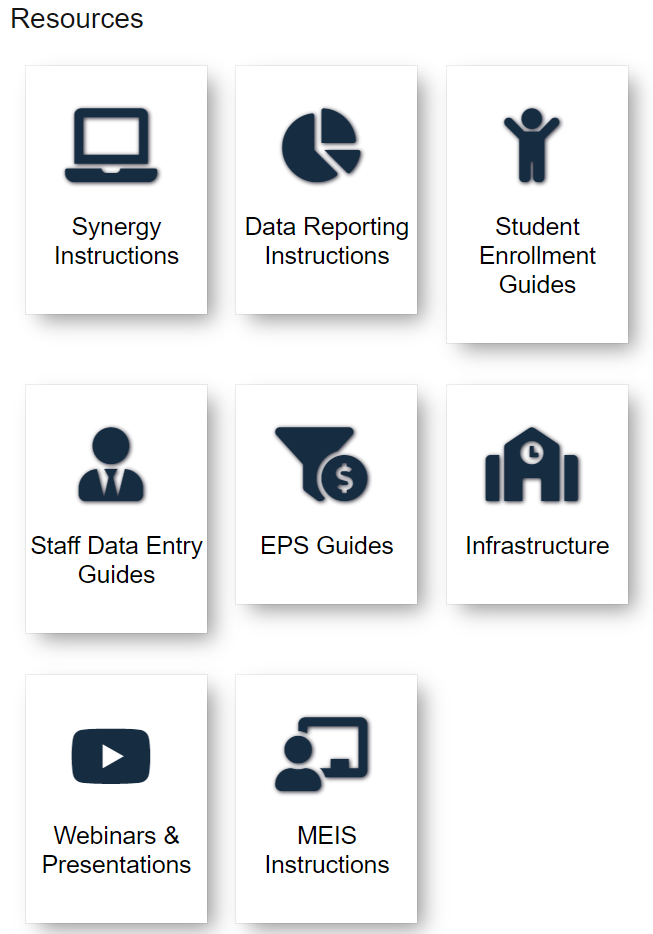 Resources
Synergy
Instructions
Data Reporting
Instructions
Student
Enrollment
Guides
Staff Data Entry
Guides
EPS Guides
Infrastructure
Webinars &
Presentations
MEIS
Instructions